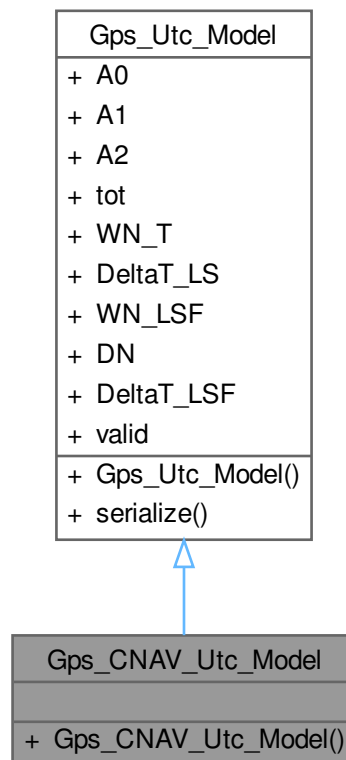 Gps_Utc_Model
+ A0
+ A1
+ A2
+ tot
+ WN_T
+ DeltaT_LS
+ WN_LSF
+ DN
+ DeltaT_LSF
+ valid
+ Gps_Utc_Model()
+ serialize()
Gps_CNAV_Utc_Model
+ Gps_CNAV_Utc_Model()